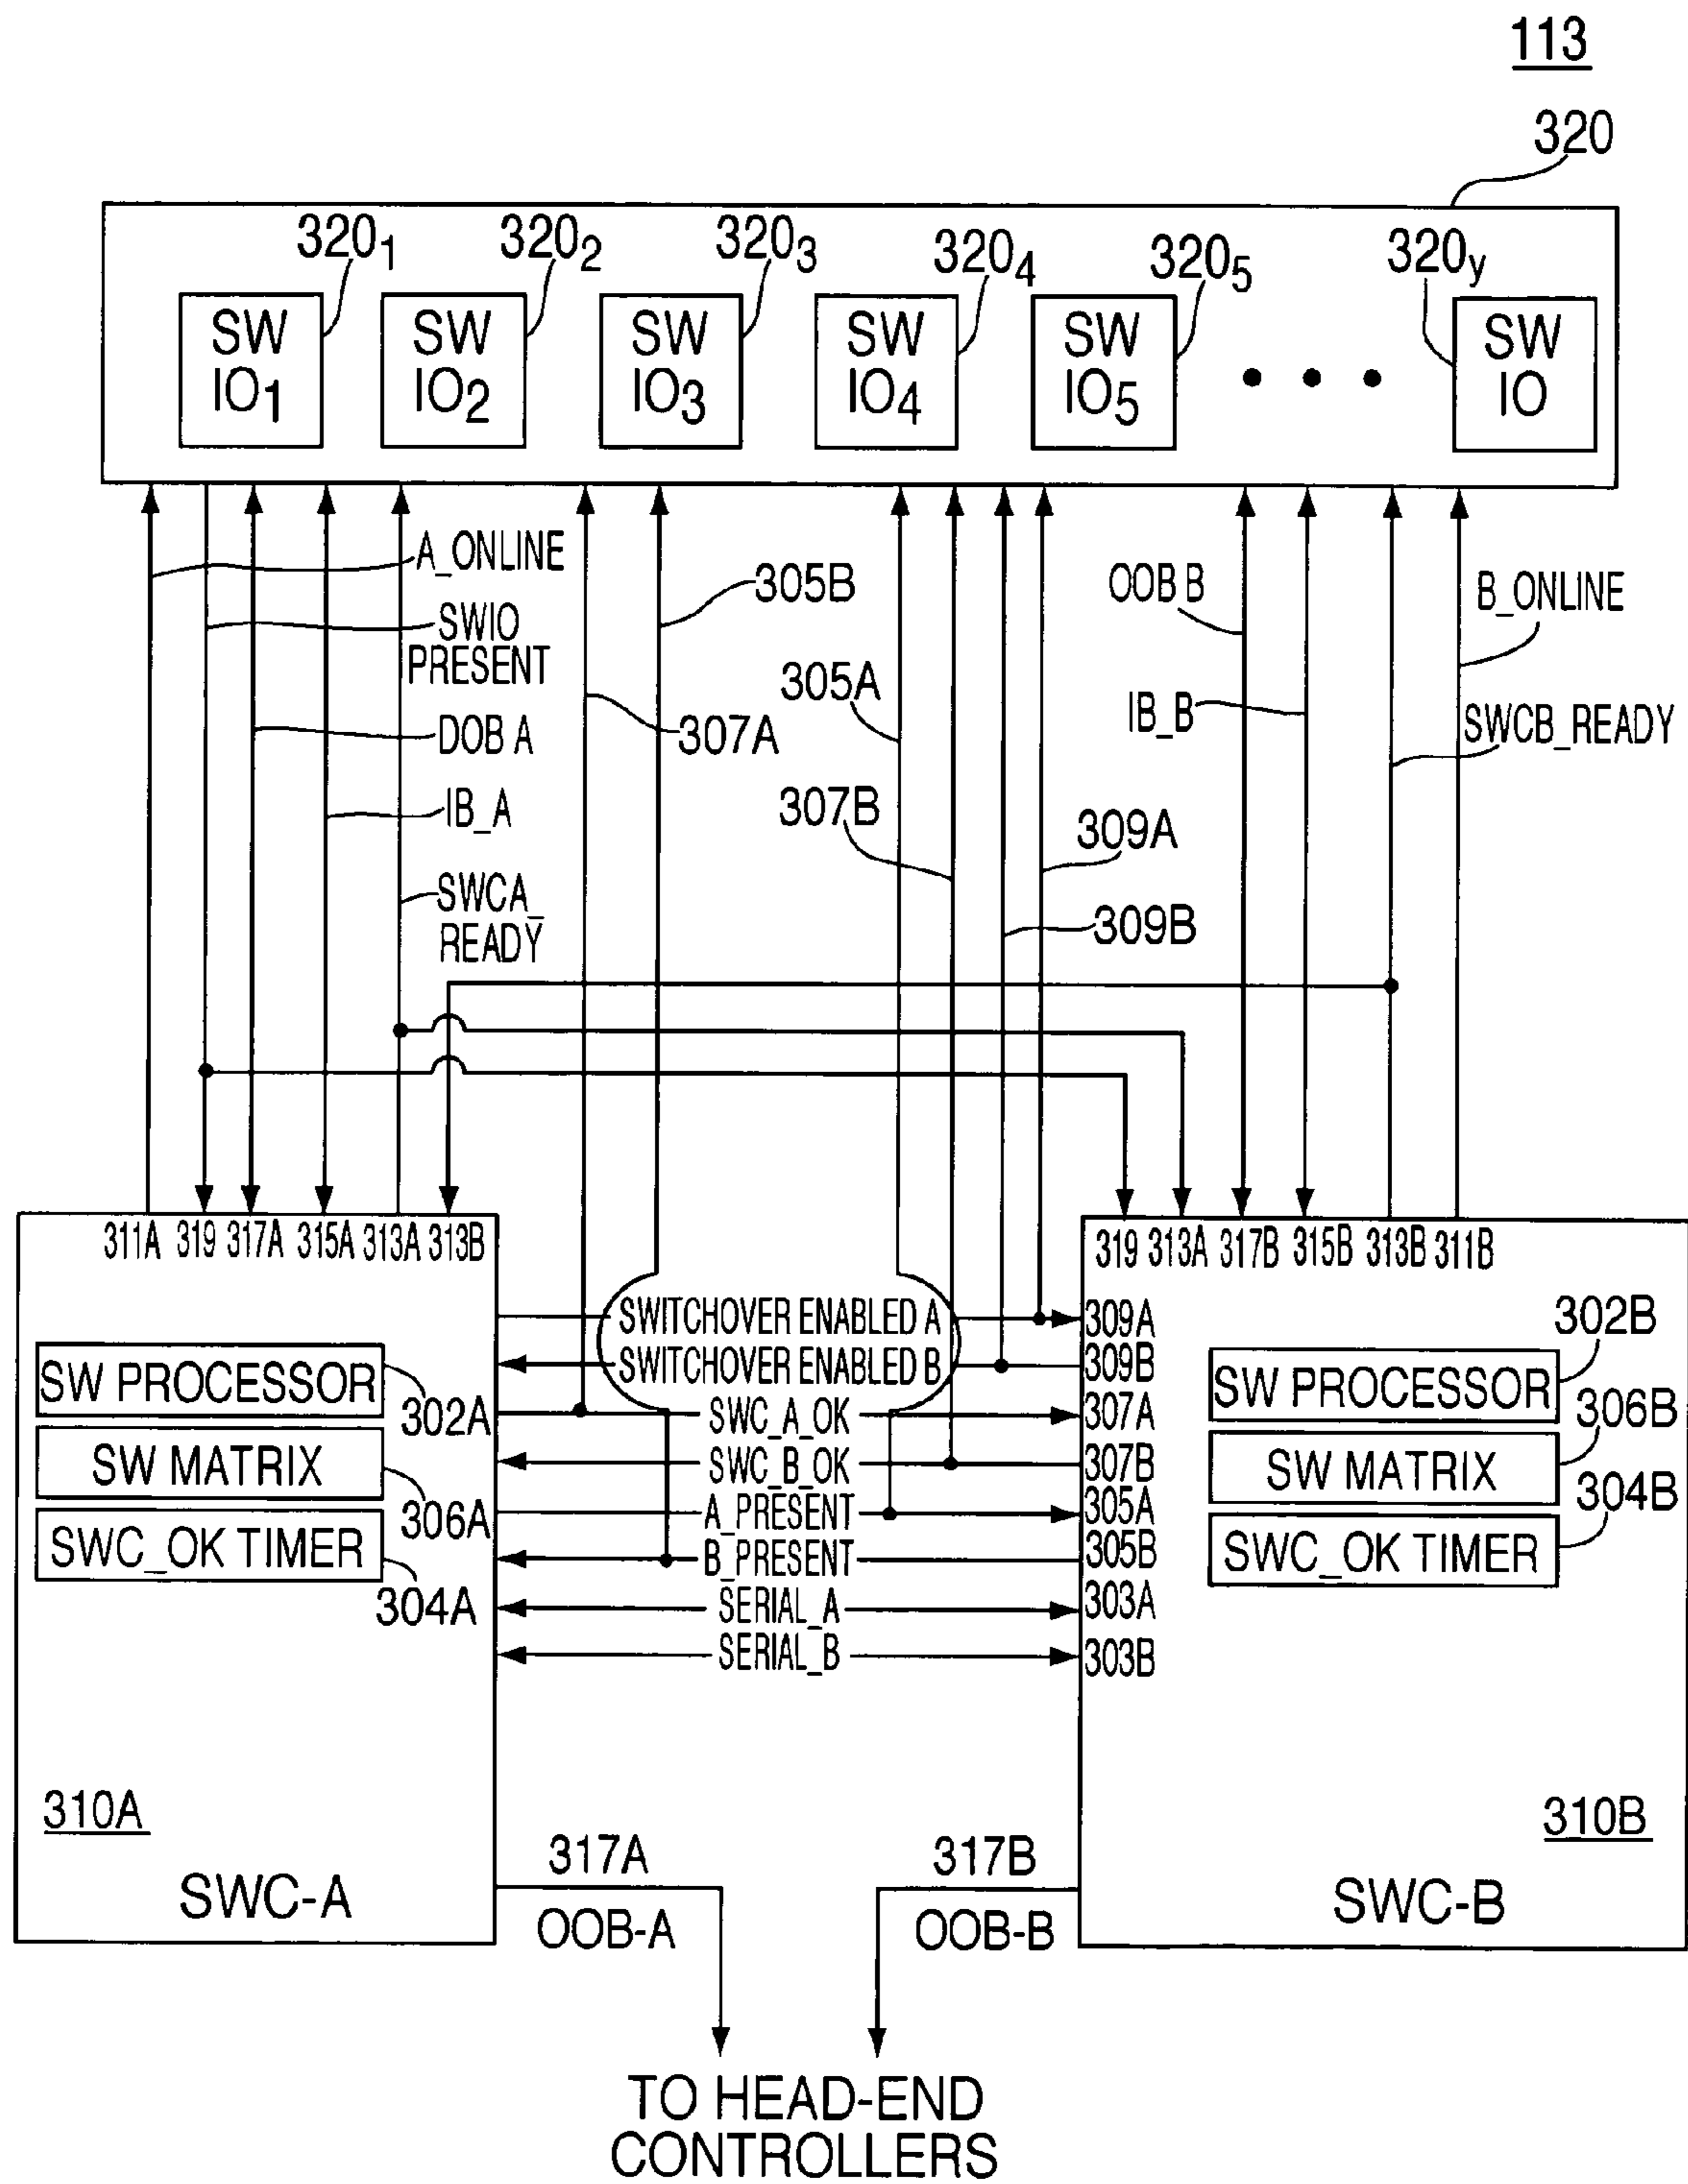 113
320
320₁ 320₂ 320₃ 320₄ 320₅ 320y
SW
IO₁
SW
IO₂
SW
IO₃
SW
IO₄
SW
IO₅
SW
IO
A_ONLINE
SWIO
PRESENT
DOB A
IB_A
SWCA_
READY
305B
307A
305A
307B
309A
309B
OOB B
IB_B
B_ONLINE
SWCB_READY
311A 319 317A 315A 313A 313B
319 313A 317B 315B 313B 311B
SWITCHOVER ENABLED A
309A
SWITCHOVER ENABLED B
309B
SWC_A_OK
307A
SWC_B_OK
307B
A_PRESENT
305A
B_PRESENT
305B
SERIAL_A
303A
SERIAL_B
303B
SW PROCESSOR
302A
SW MATRIX
306A
SWC_OK TIMER
304A
310A
SWC-A
302B
SW PROCESSOR
306B
SW MATRIX
304B
SWC_OK TIMER
310B
SWC-B
317A
OOB-A
317B
OOB-B
TO HEAD-END
CONTROLLERS